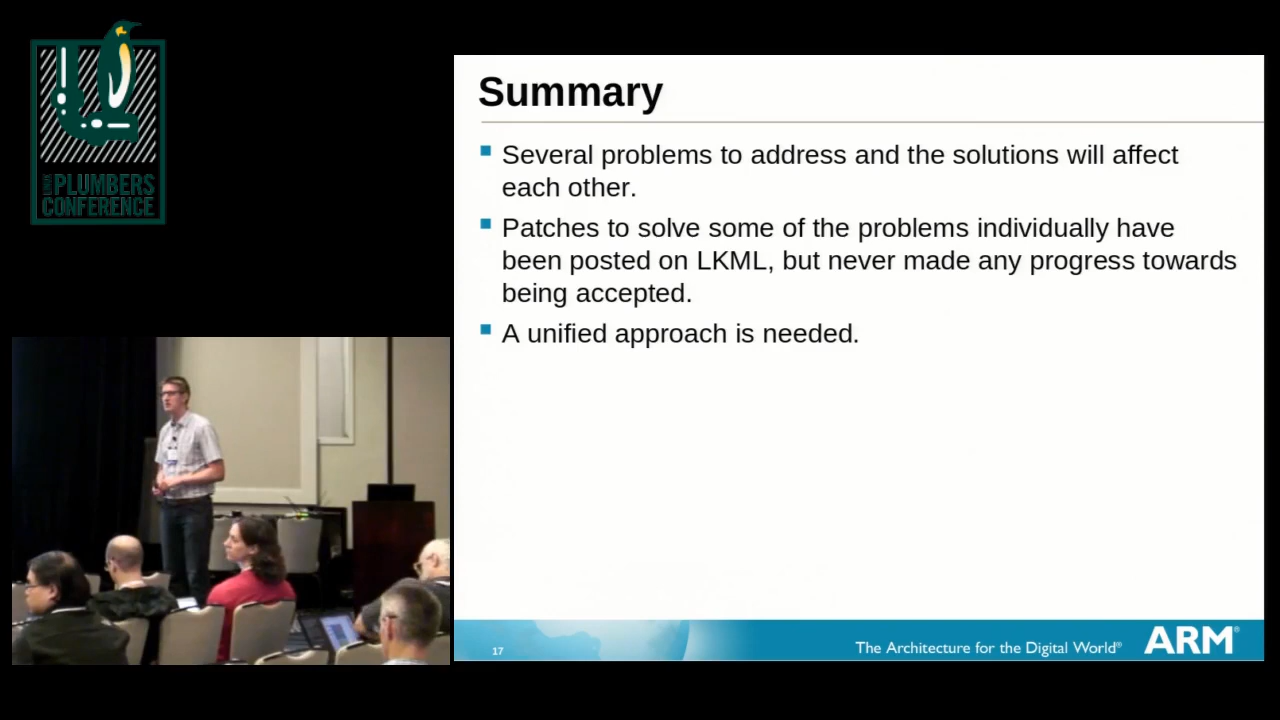 LINUX
PLUMBERS
CONFERENCE
Summary
Several problems to address and the solutions will affect
each other.
Patches to solve some of the problems individually have
been posted on LKML, but never made any progress towards
being accepted.
A unified approach is needed.
17
The Architecture for the Digital World®
ARM®